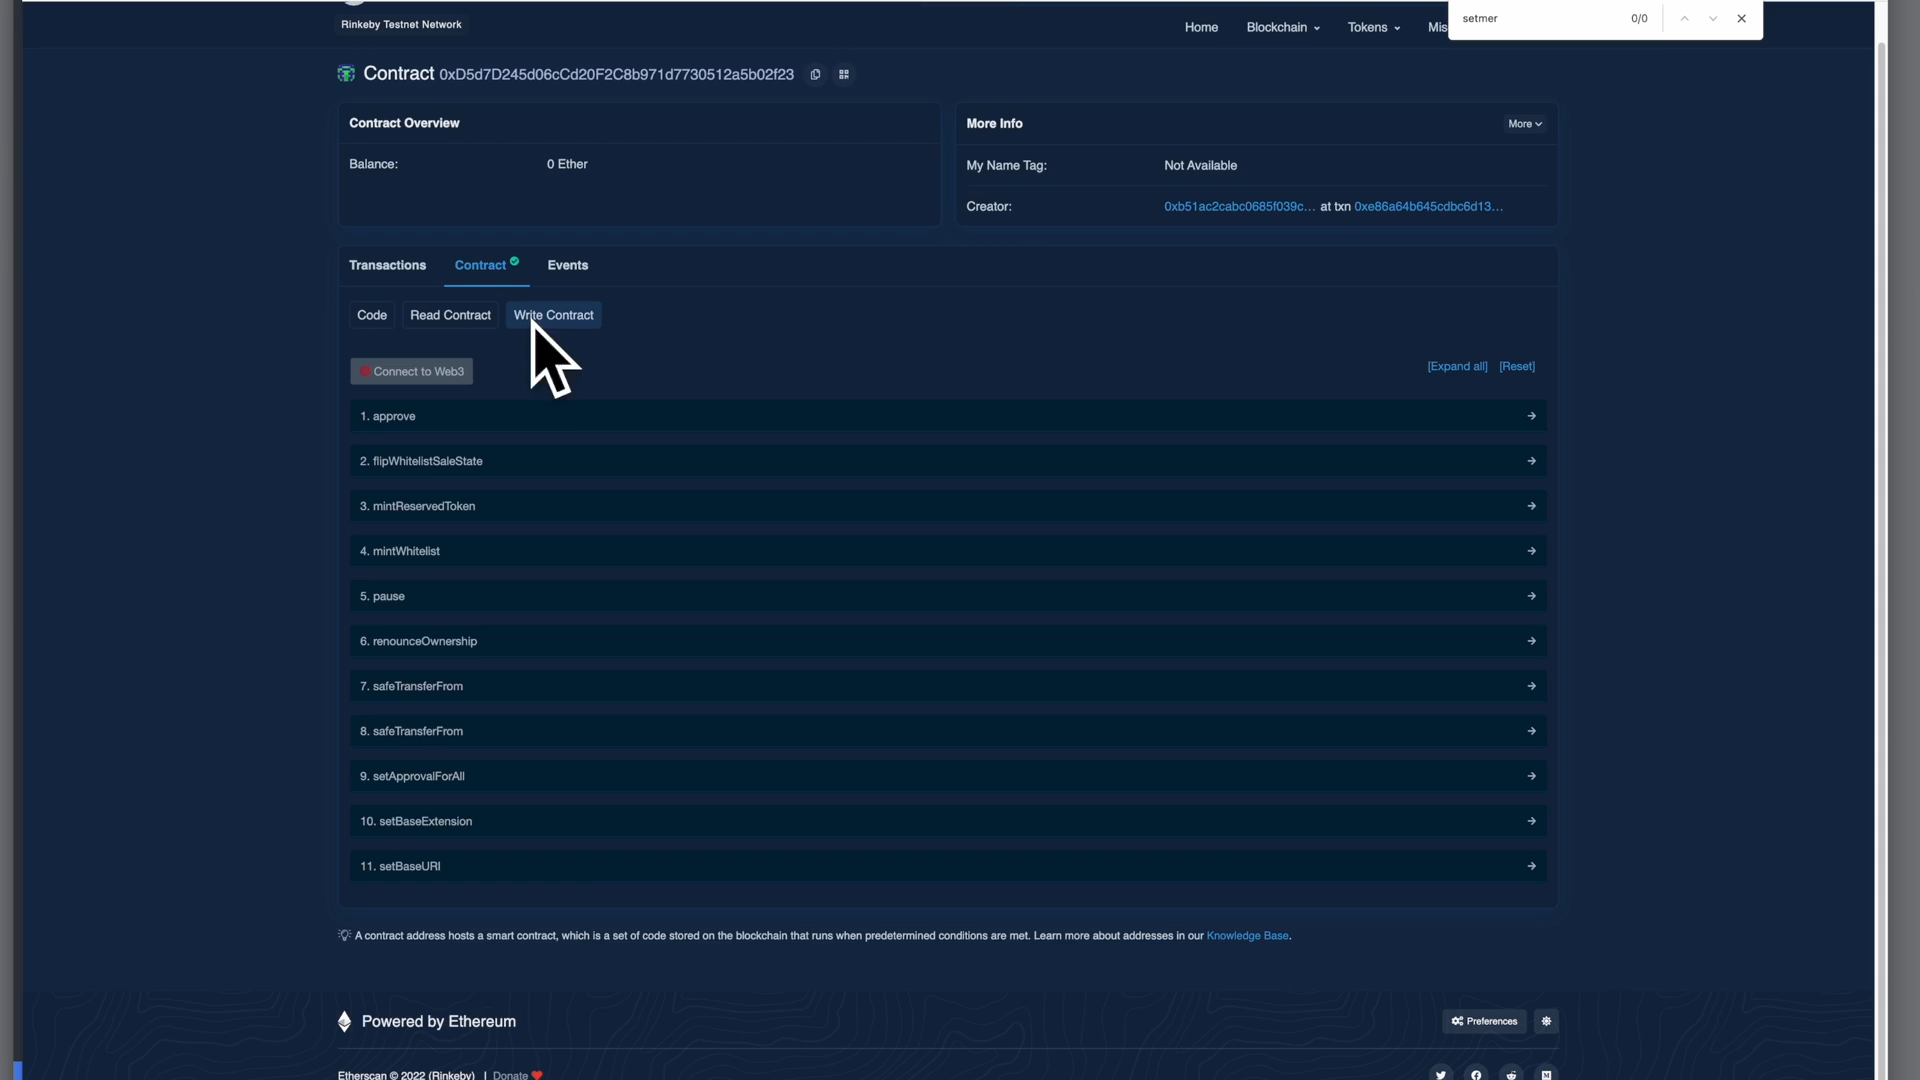 Rinkeby Testnet Network
Home Blockchain Tokens
setmer 0/0
Contract 0xD5d7D245d06cCd20F2C8b971d7730512a5b02f23
Contract Overview
Balance: 0 Ether
More Info More
My Name Tag: Not Available
Creator: 0xb51ac2cabc0685f039c... at txn 0xe86a64b645cdbc6d13...
Transactions Contract Events
Code Read Contract Write Contract
Connect to Web3 [Expand all] [Reset]
1. approve
2. flipWhitelistSaleState
3. mintReservedToken
4. mintWhitelist
5. pause
6. renounceOwnership
7. safeTransferFrom
8. safeTransferFrom
9. setApprovalForAll
10. setBaseExtension
11. setBaseURI
A contract address hosts a smart contract, which is a set of code stored on the blockchain that runs when predetermined conditions are met. Learn more about addresses in our Knowledge Base.
Powered by Ethereum
Preferences
Etherscan © 2022 (Rinkeby) | Donate